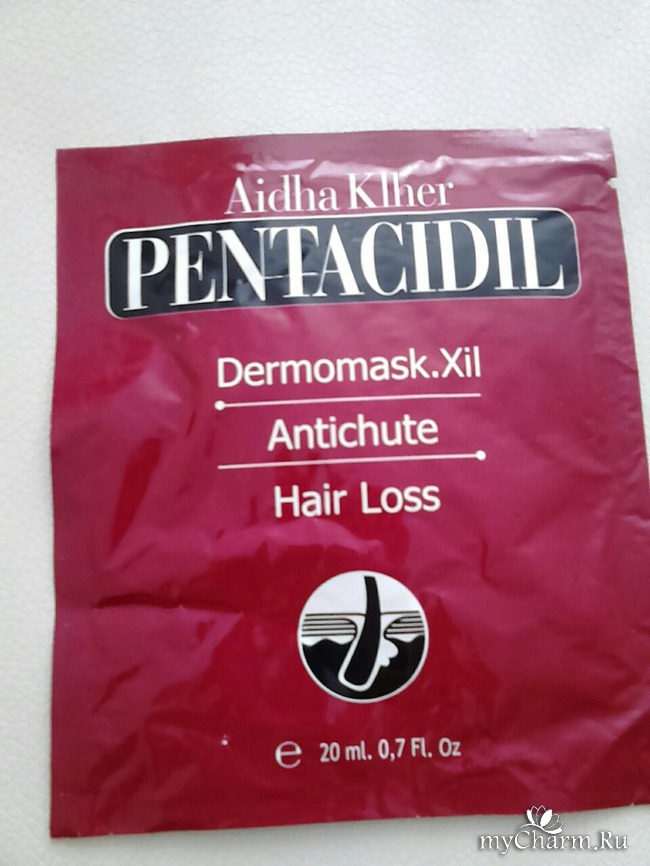 Aidha Klher
PENTACIDIL
Dermomask.Xil
Antichute
Hair Loss
℮ 20 ml. 0,7 Fl. Oz
myCharm.Ru